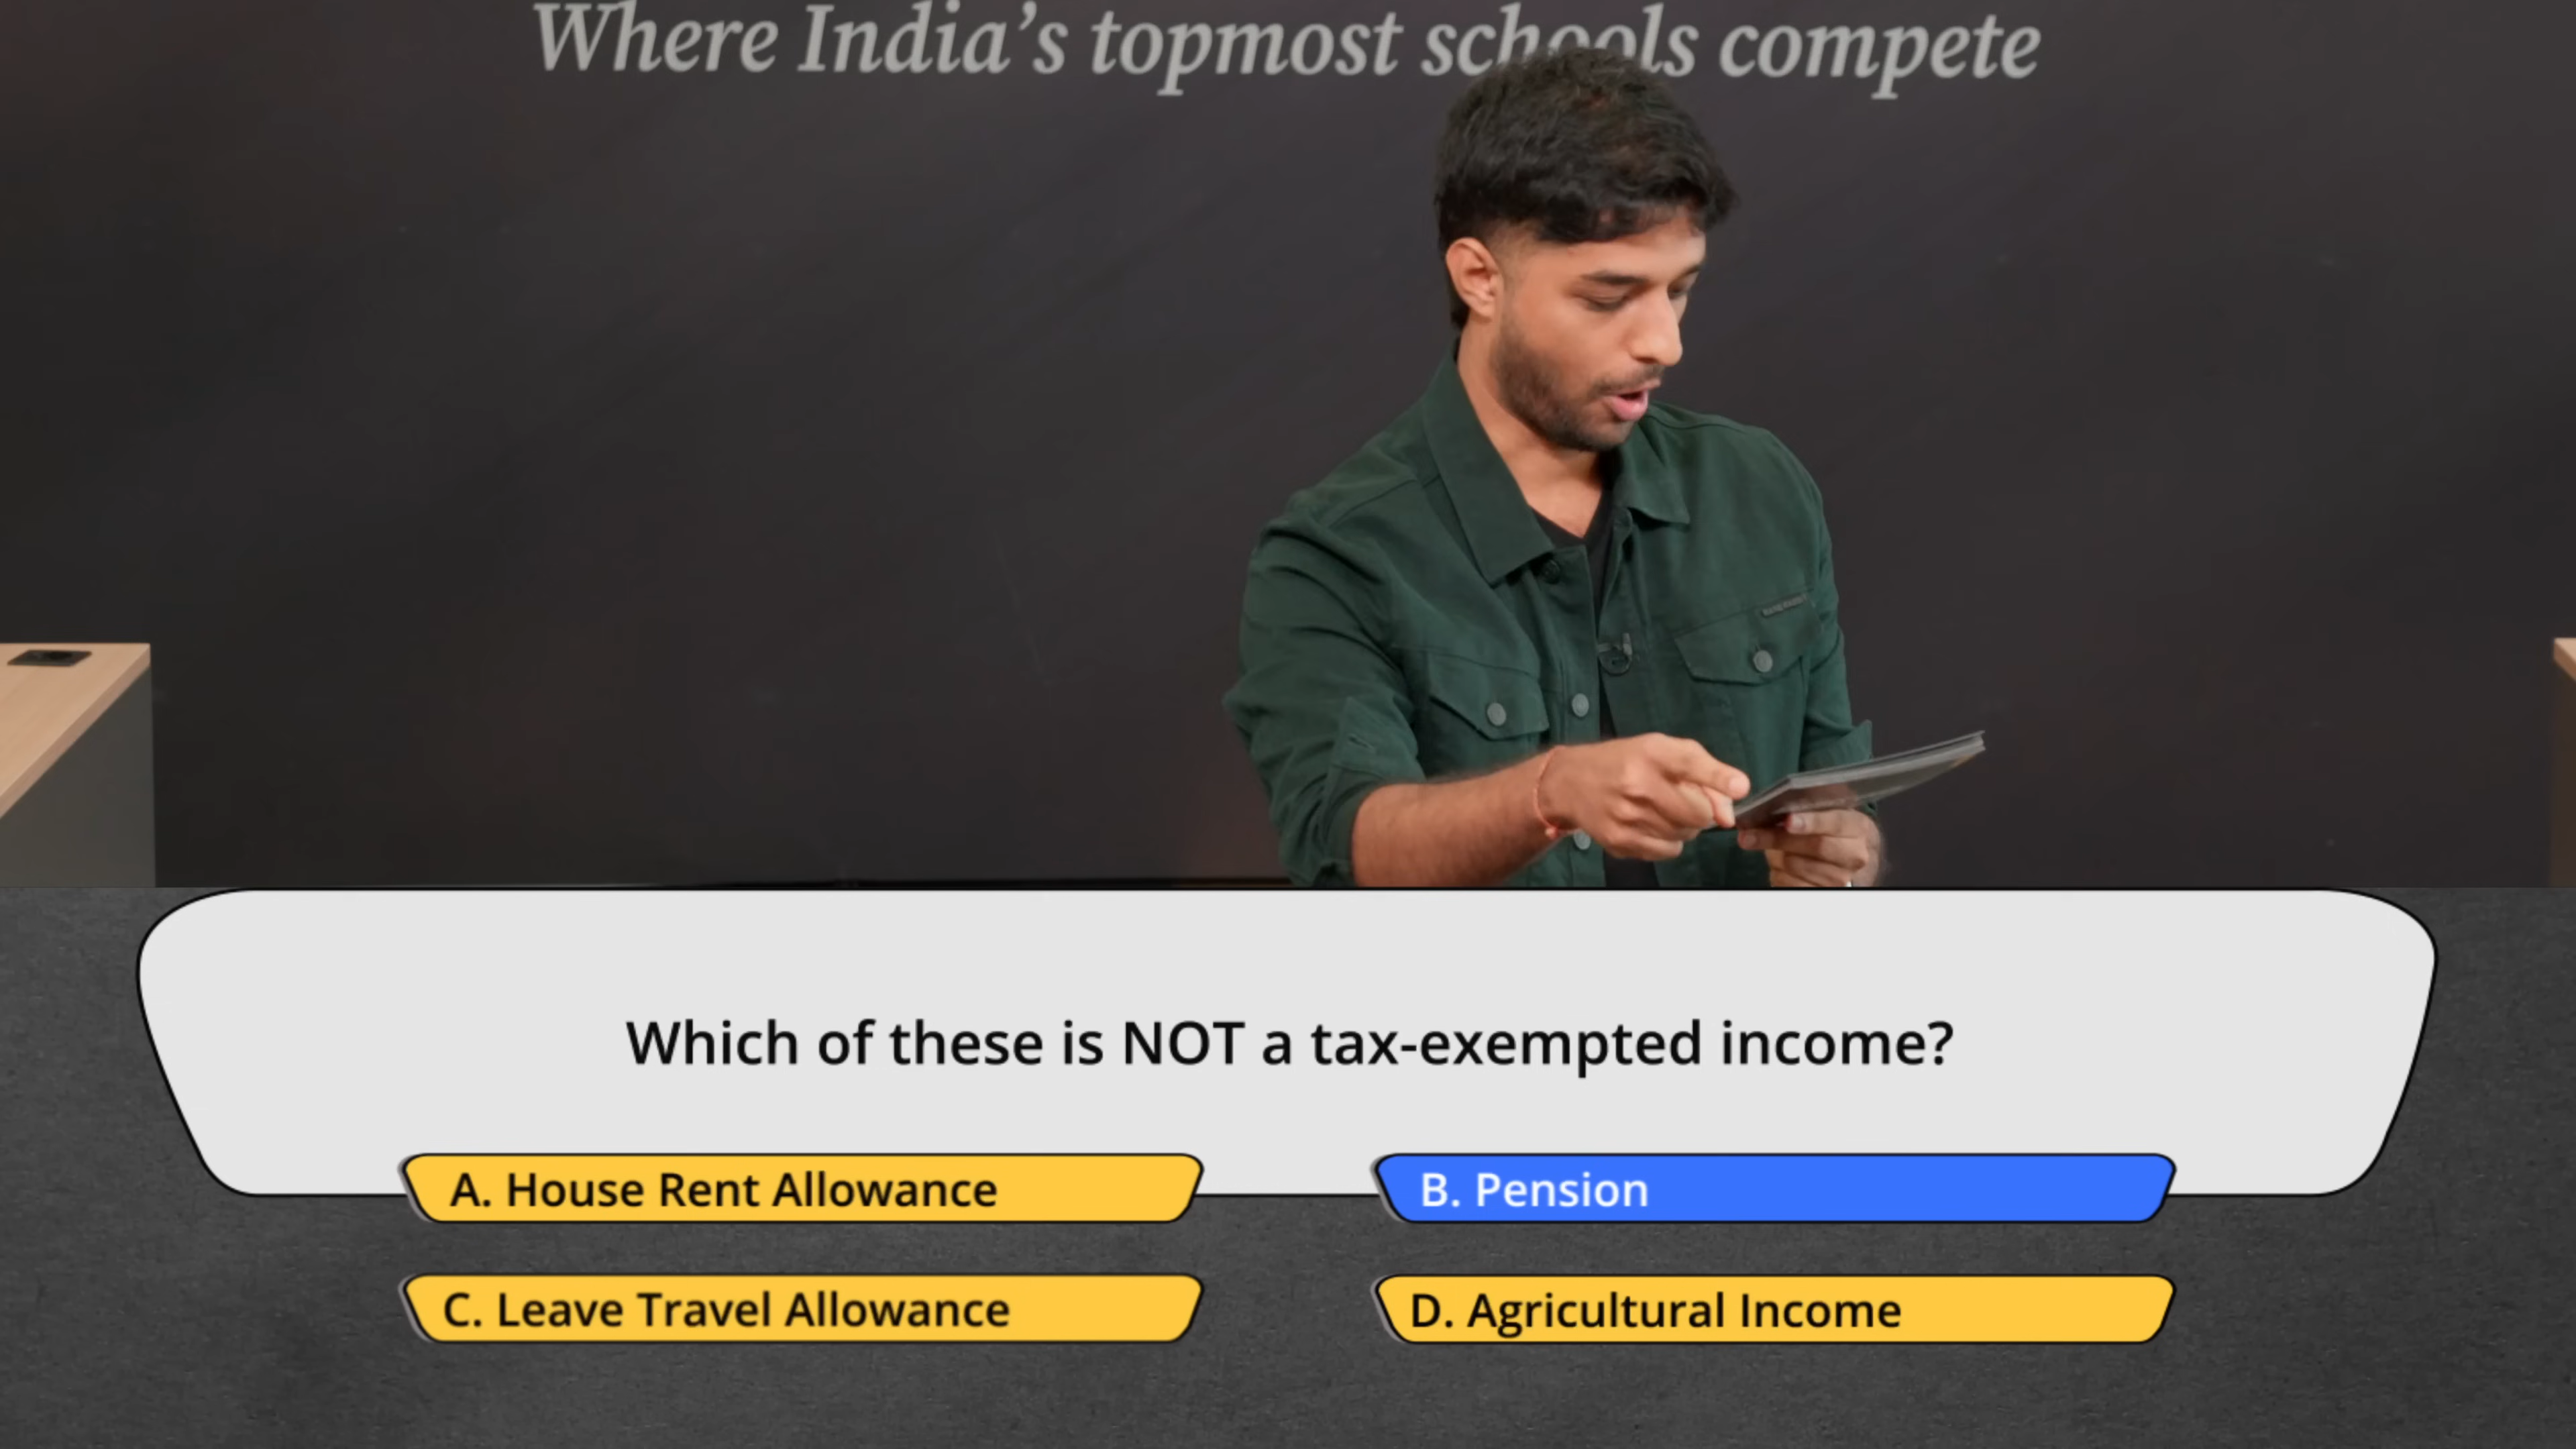 Where India’s topmost schools compete
Which of these is NOT a tax-exempted income?
A. House Rent Allowance
B. Pension
C. Leave Travel Allowance
D. Agricultural Income